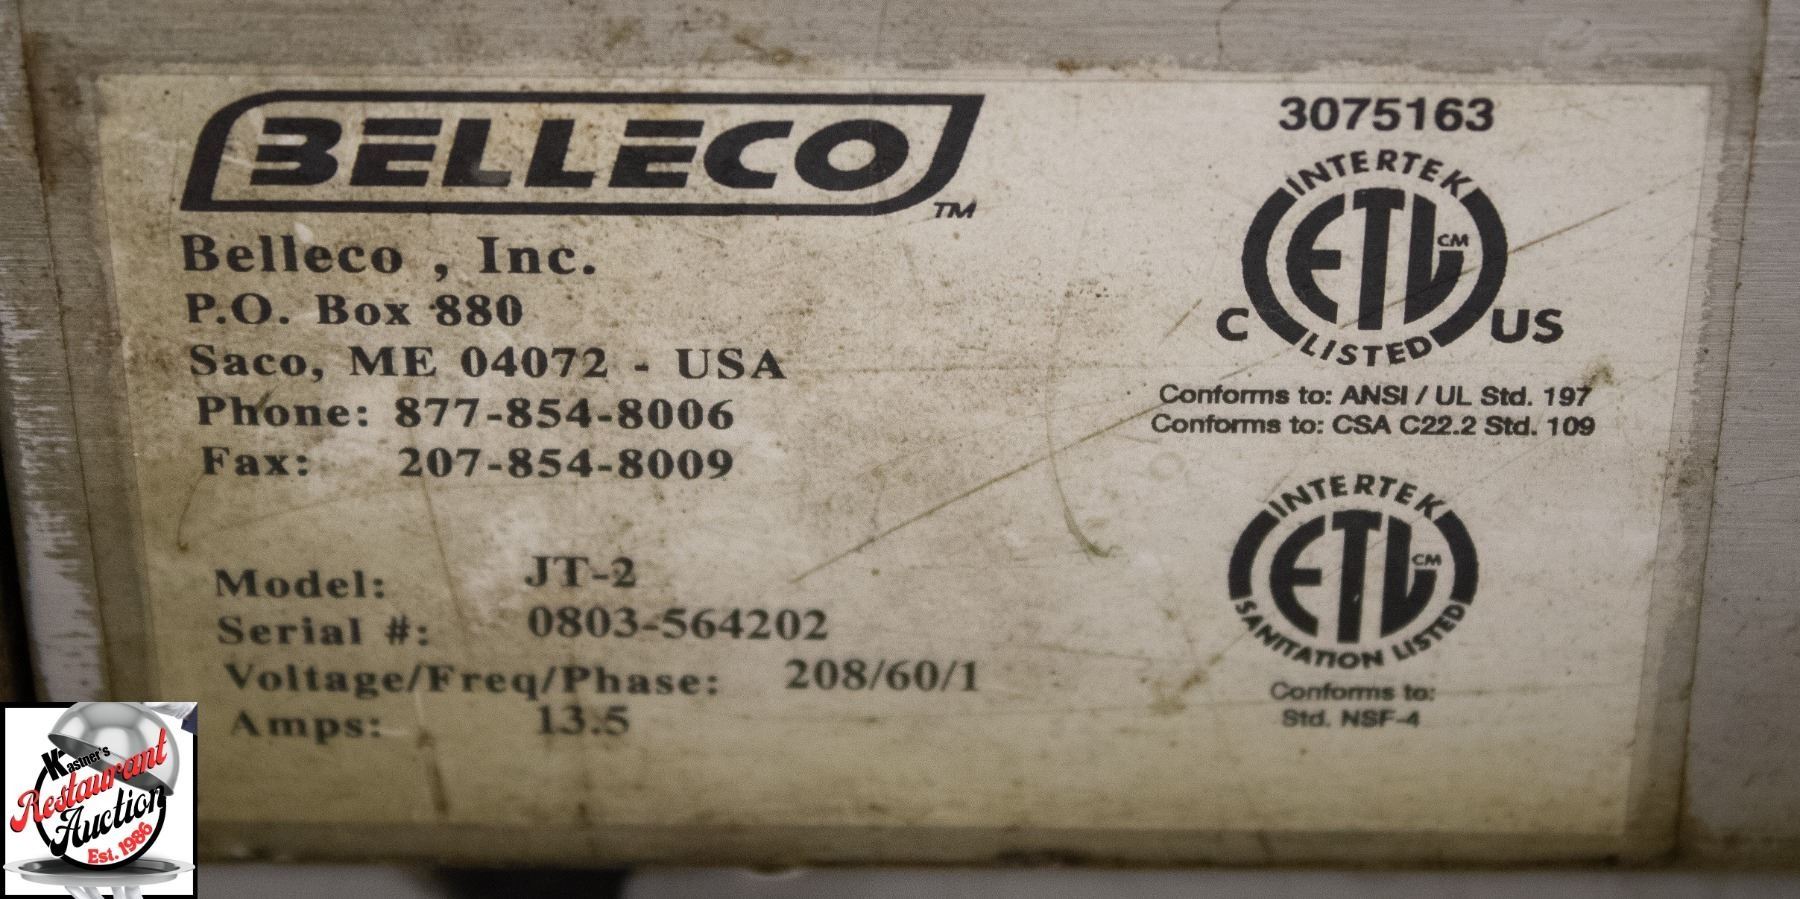 BELLECO
TM
Belleco , Inc.
P.O. Box 880
Saco, ME 04072 - USA
Phone: 877-854-8006
Fax: 207-854-8009
Model: JT-2
Serial #: 0803-564202
Voltage/Freq/Phase: 208/60/1
Amps: 13.5
3075163
INTERTEK
ETL CM
C US
LISTED
Conforms to: ANSI / UL Std. 197
Conforms to: CSA C22.2 Std. 109
INTERTEK
ETL CM
SANITATION LISTED
Conforms to:
Std. NSF-4
Kastner's
Restaurant
Auction
Est. 1986